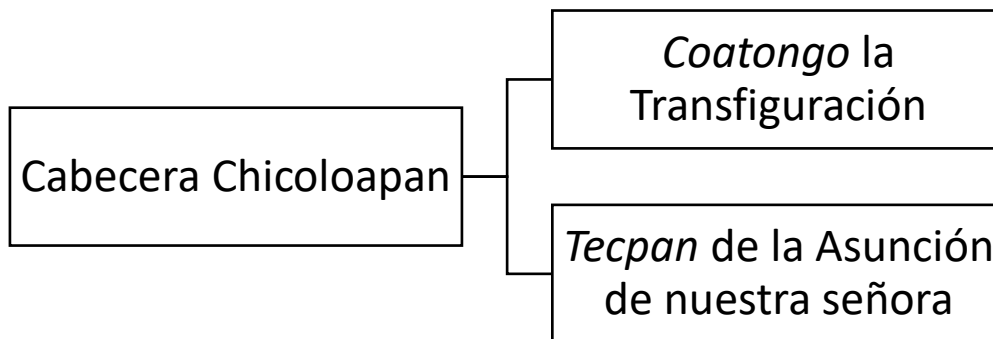 Cabecera Chicoloapan
Coatongo la
Transfiguración
Tecpan de la Asunción
de nuestra señora